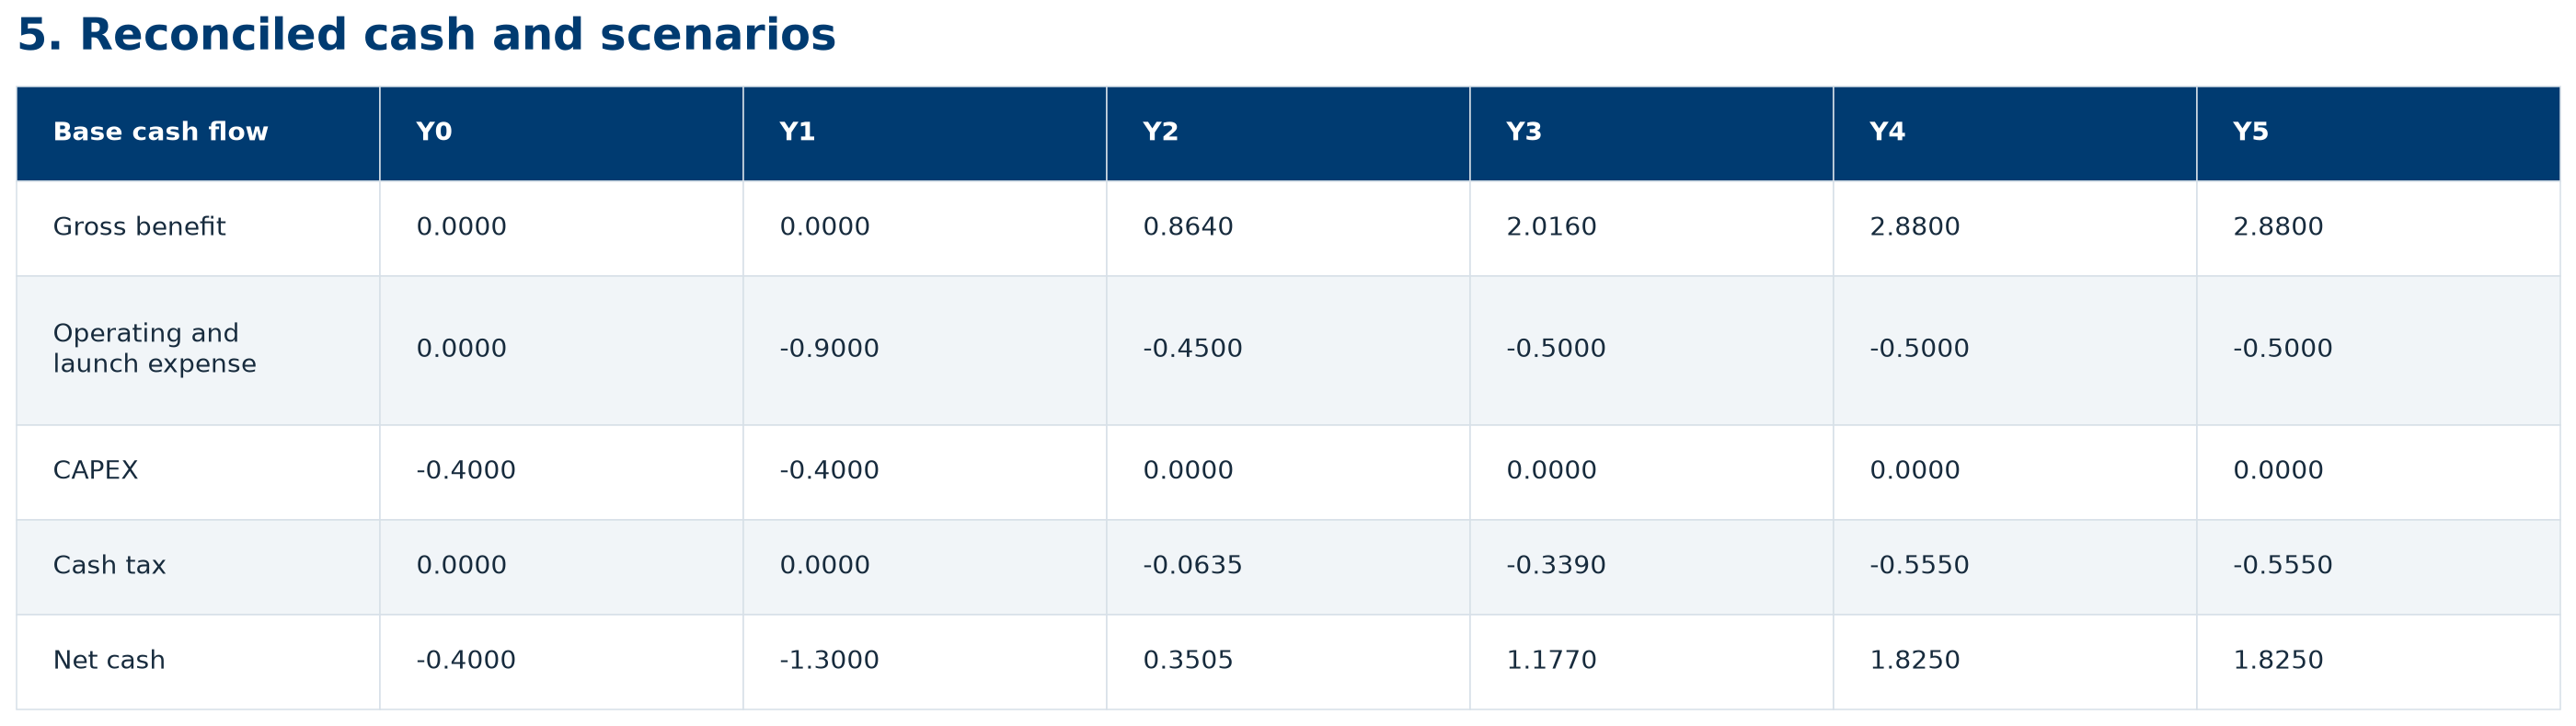 5. Reconciled cash and scenarios
Base cash flow Y0 Y1 Y2 Y3 Y4 Y5
Gross benefit 0.0000 0.0000 0.8640 2.0160 2.8800 2.8800
Operating and
launch expense 0.0000 -0.9000 -0.4500 -0.5000 -0.5000 -0.5000
CAPEX -0.4000 -0.4000 0.0000 0.0000 0.0000 0.0000
Cash tax 0.0000 0.0000 -0.0635 -0.3390 -0.5550 -0.5550
Net cash -0.4000 -1.3000 0.3505 1.1770 1.8250 1.8250